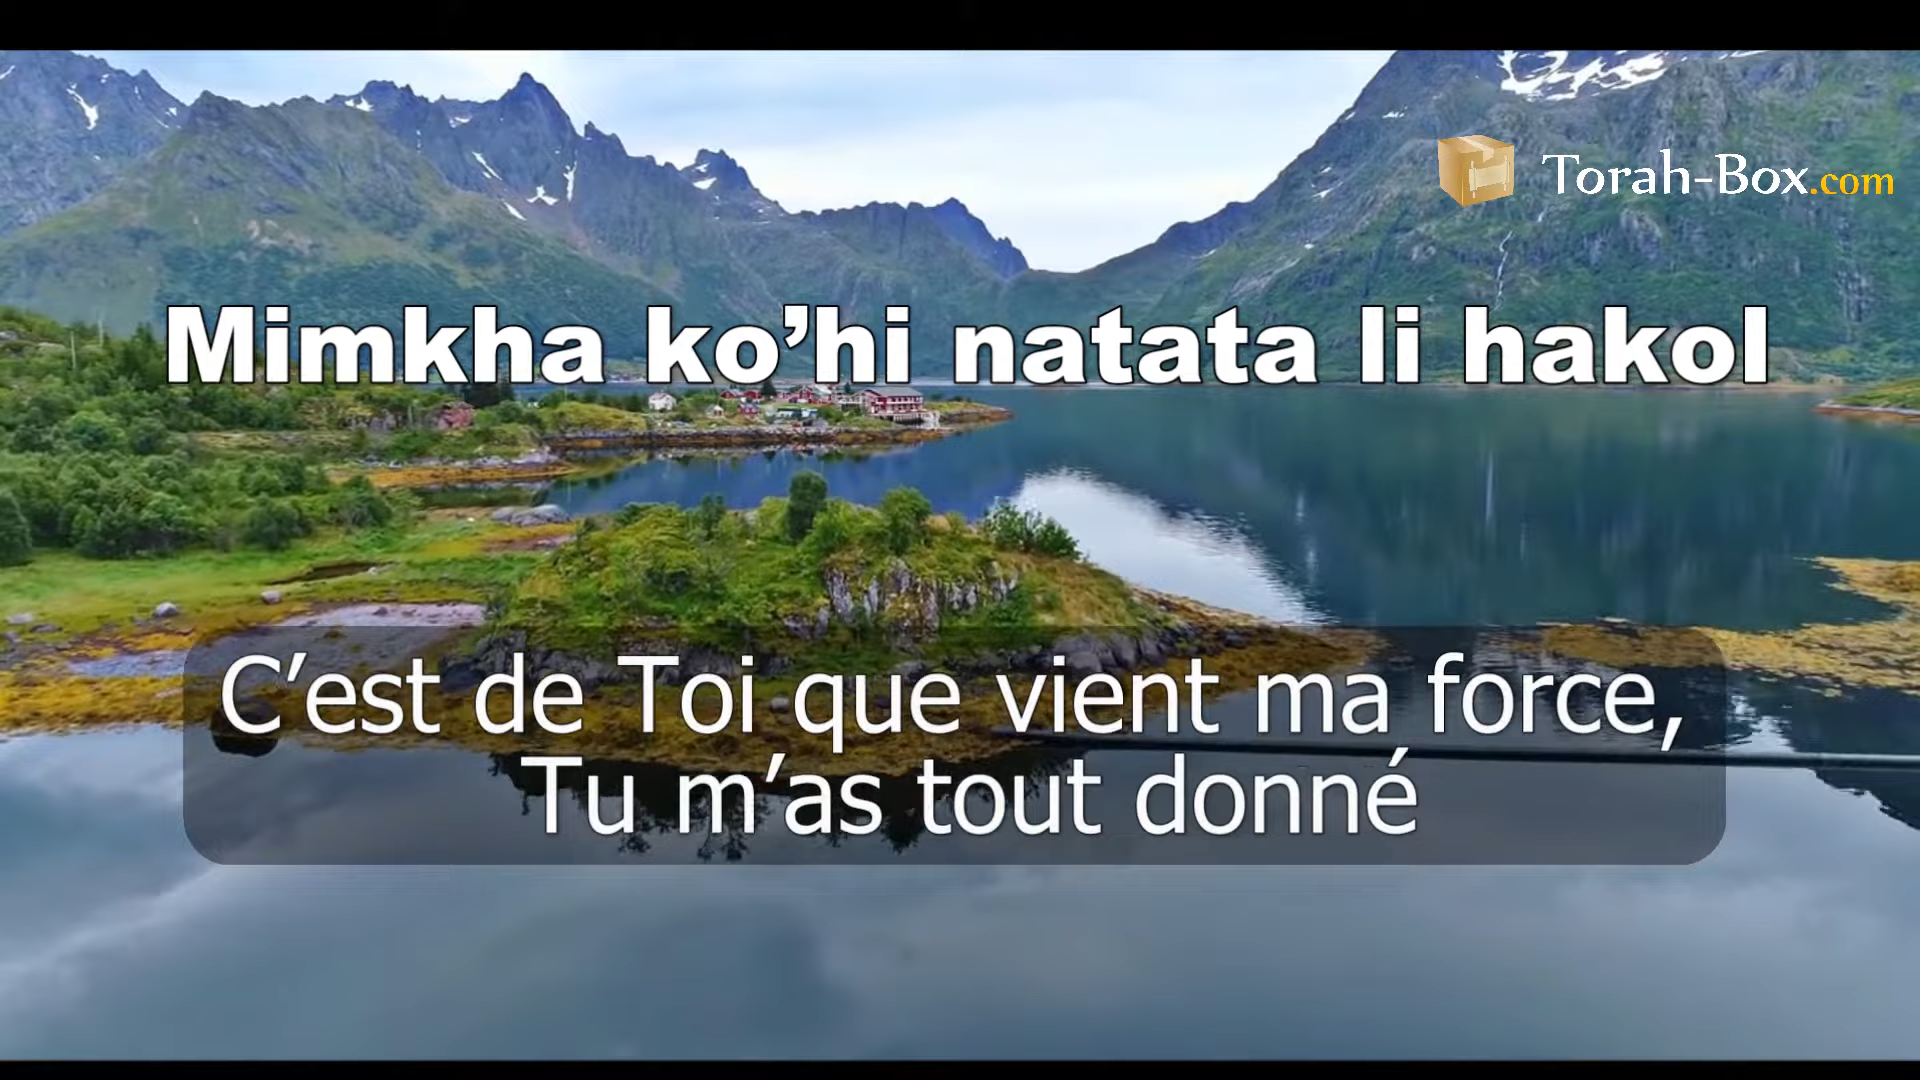 Torah-Box.com
Mimkha ko’hi natata li hakol
C’est de Toi que vient ma force,
Tu m’as tout donné